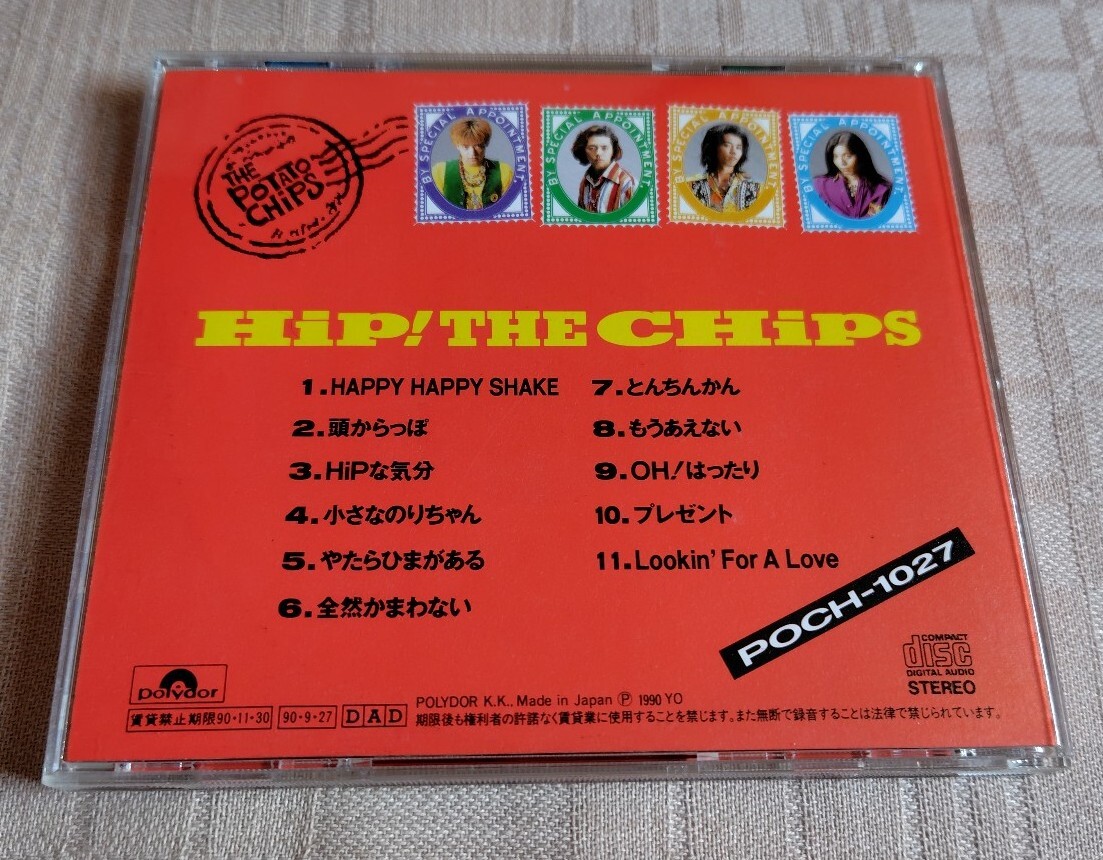 THE
POTATO
CHiPS
BY SPECIAL APPOINTMENT.
BY SPECIAL APPOINTMENT.
BY SPECIAL APPOINTMENT.
BY SPECIAL APPOINTMENT.
HiP! THE CHiPS
1. HAPPY HAPPY SHAKE
2. 頭からっぽ
3. HiPな気分
4. 小さなのりちゃん
5. やたらひまがある
6. 全然かまわない
7. とんちんかん
8. もうあえない
9. OH! はったり
10. プレゼント
11. Lookin' For A Love
POCH-1027
COMPACT
disc
DIGITAL AUDIO
STEREO
polydor
賃貸禁止期限90・11・30 90・9・27 DAD
POLYDOR K.K., Made in Japan Ⓟ 1990 YO
期限後も権利者の許諾なく賃貸業に使用することを禁じます。また無断で録音することは法律で禁じられています。